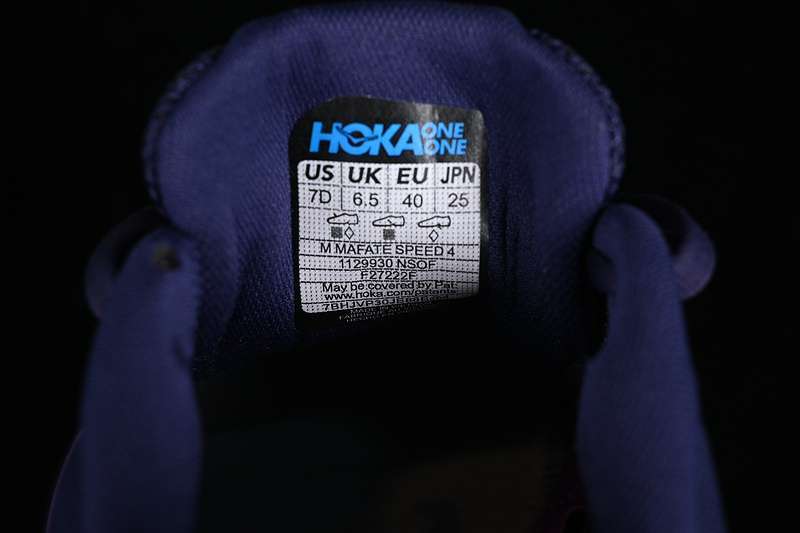 HOKA ONE ONE
US UK EU JPN
7D 6.5 40 25
M MAFATE SPEED 4
1129930 NSOF
F27222F
May be covered by Pat:
www.hoka.com/patents